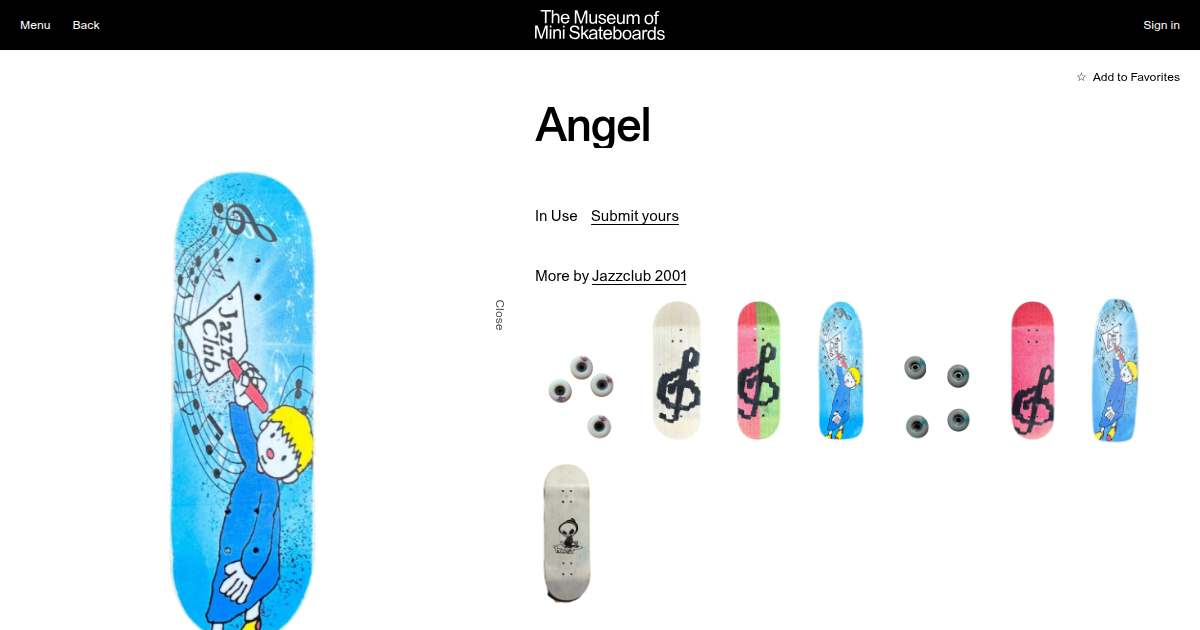 Menu
Back
The Museum of
Mini Skateboards
Sign in
☆ Add to Favorites
Angel
In Use
Submit yours
More by Jazzclub 2001
Close
Jazz
Club